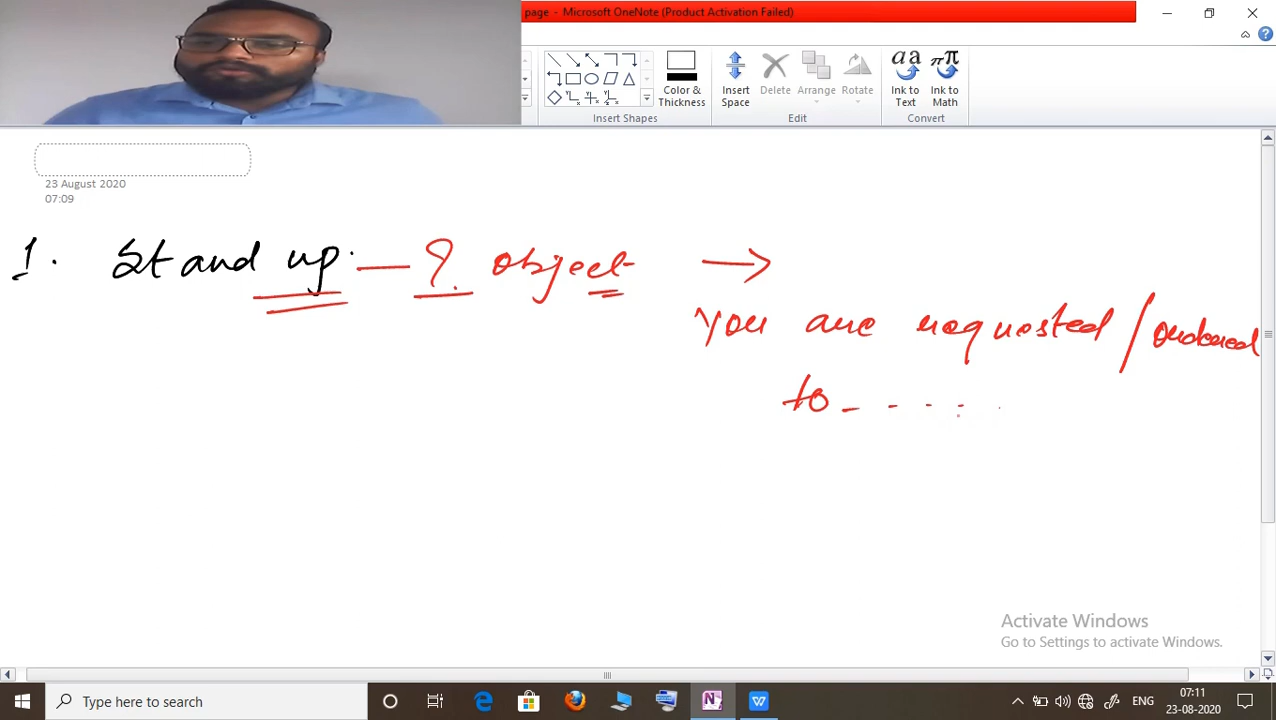 page - Microsoft OneNote (Product Activation Failed)
Color & Thickness
Insert Space
Delete
Arrange
Rotate
Ink to Text
Ink to Math
Insert Shapes
Edit
Convert
23 August 2020
07:09
1. Stand up. — ? object →
You are requested / ordered
to - - - - -
Activate Windows
Go to Settings to activate Windows.
Type here to search
ENG
07:11
23-08-2020